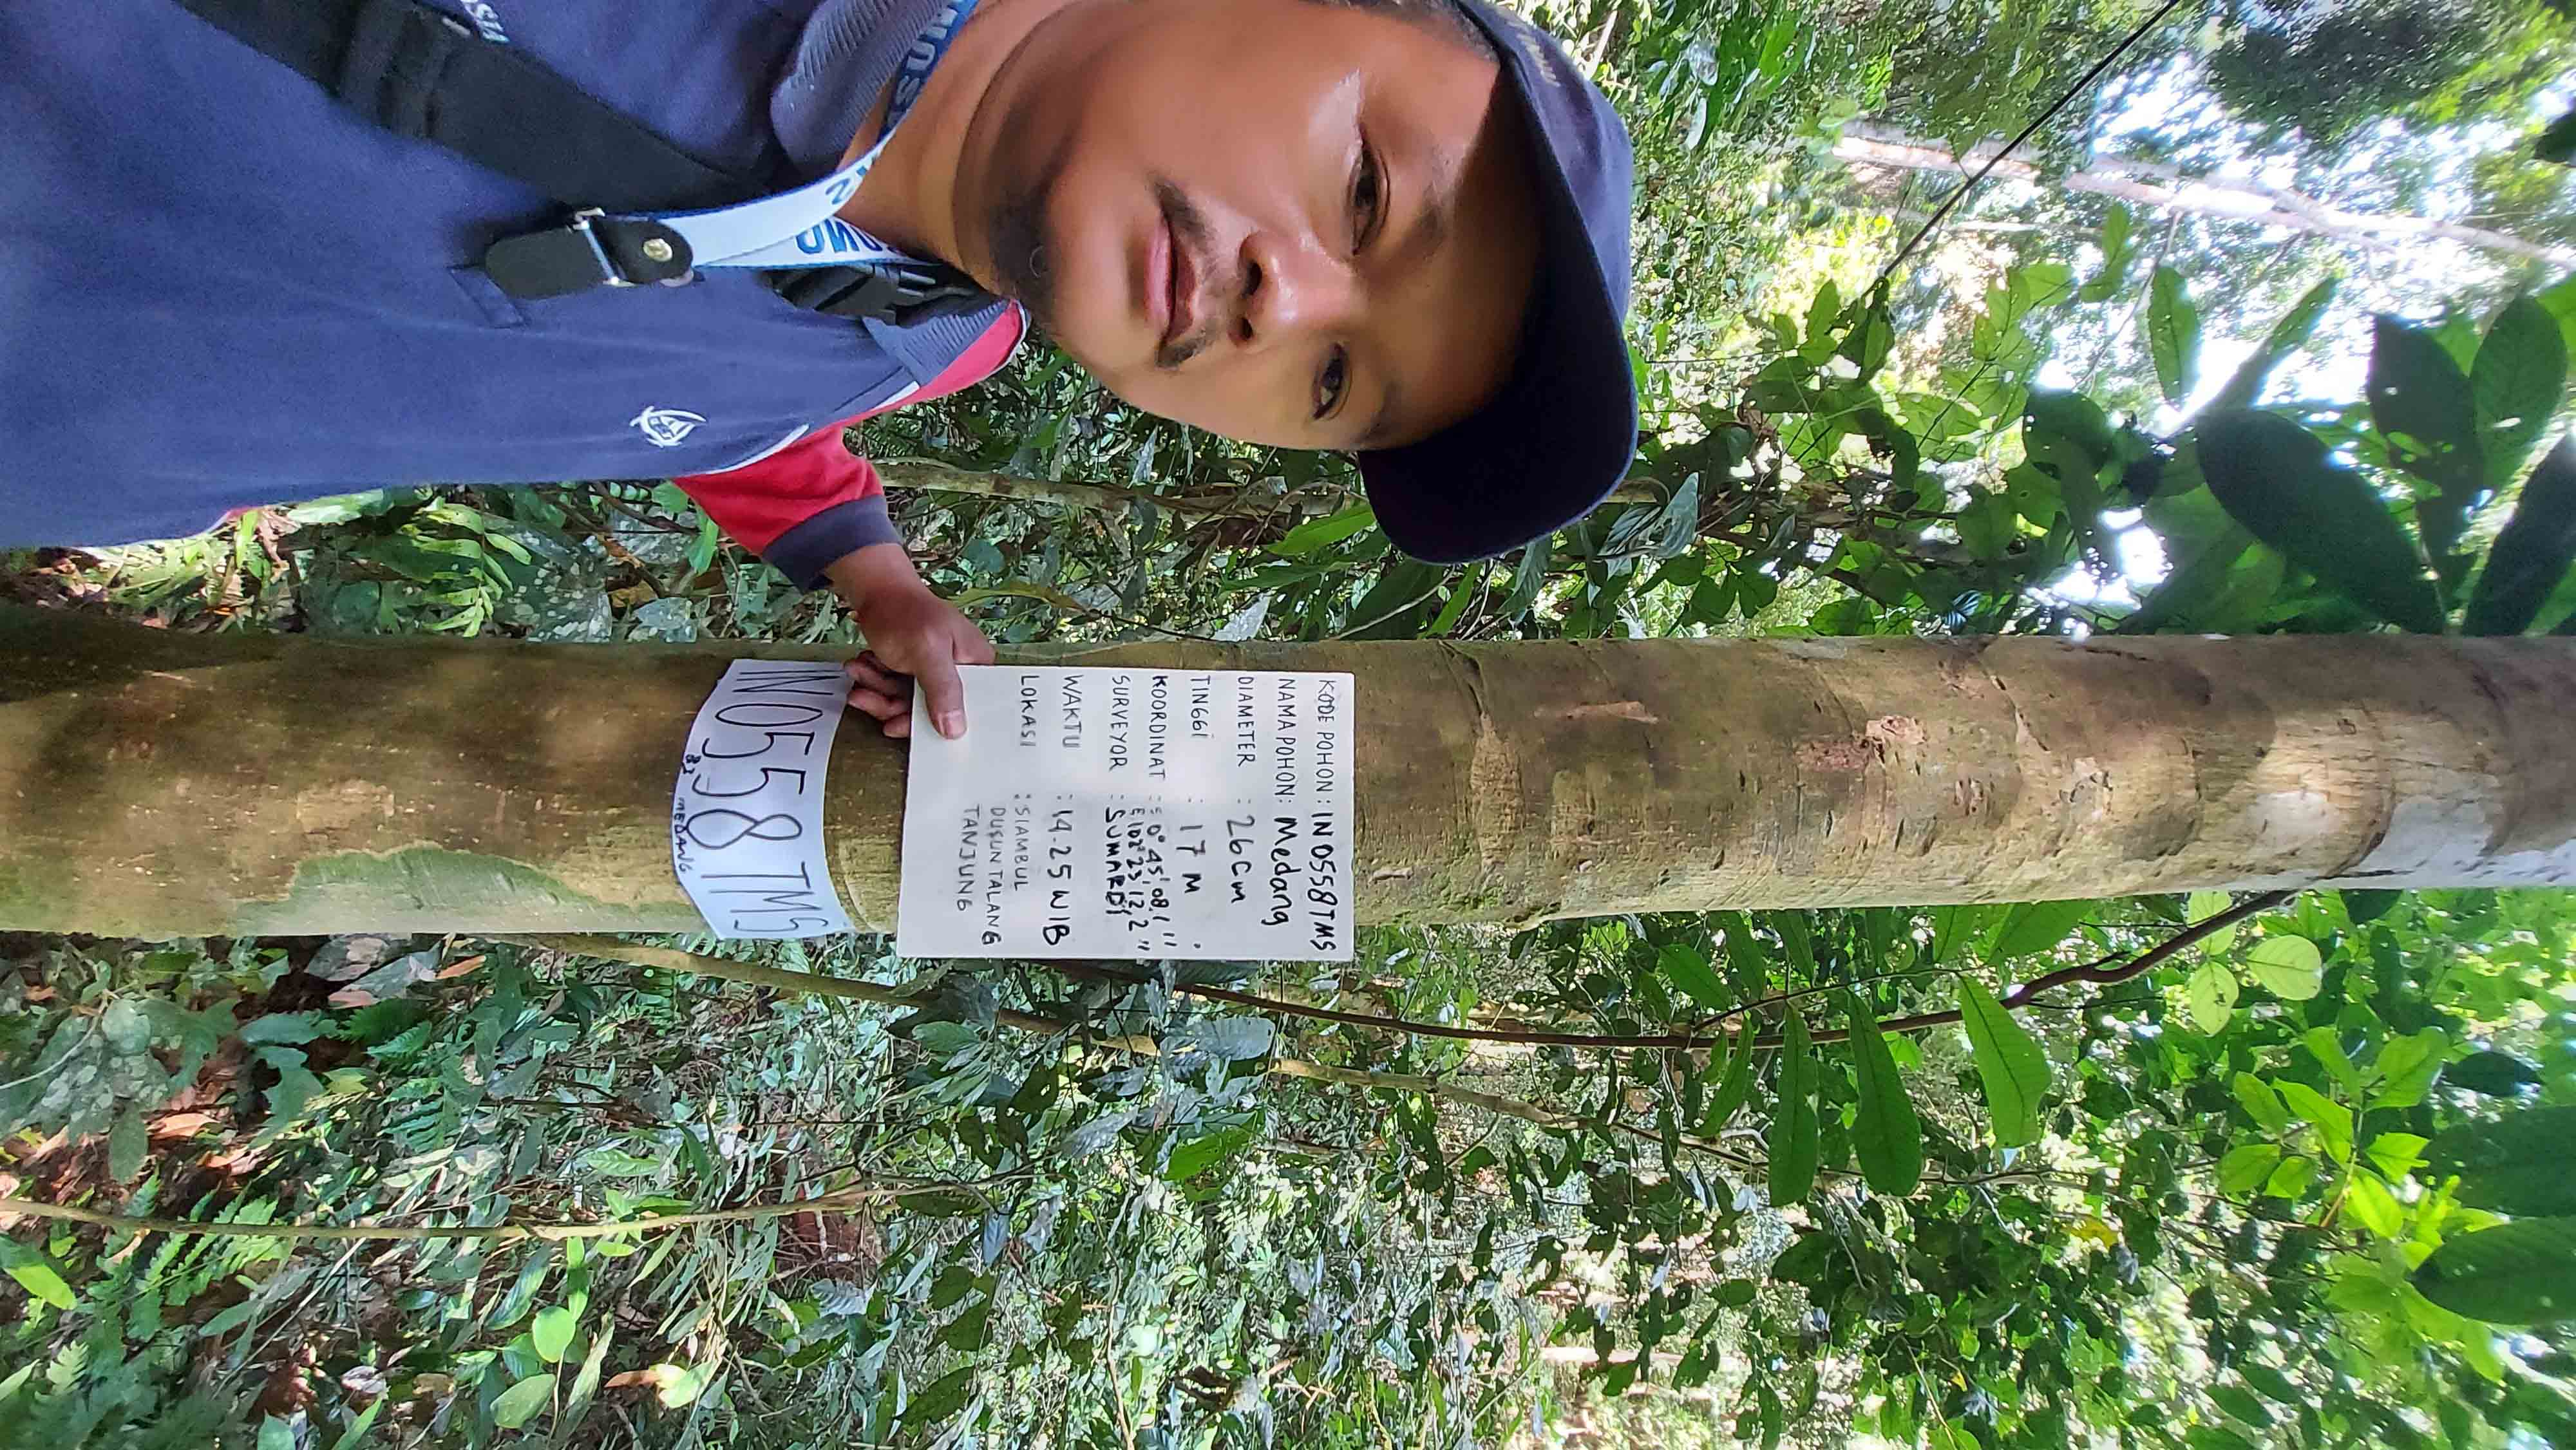 KODE POHON : IN0558TMS
NAMA POHON : Medang
DIAMETER : 26cm
TINGGI : 17 M
KOORDINAT : S 0° 45' 08.1"
E 102° 23' 12.2"
SURVEYOR : SUMARDI
WAKTU : 14.25 WIB
LOKASI : SIAMBUL
DUSUN TALANG
TANJUNG
IN0558TMS
83 MEDANG